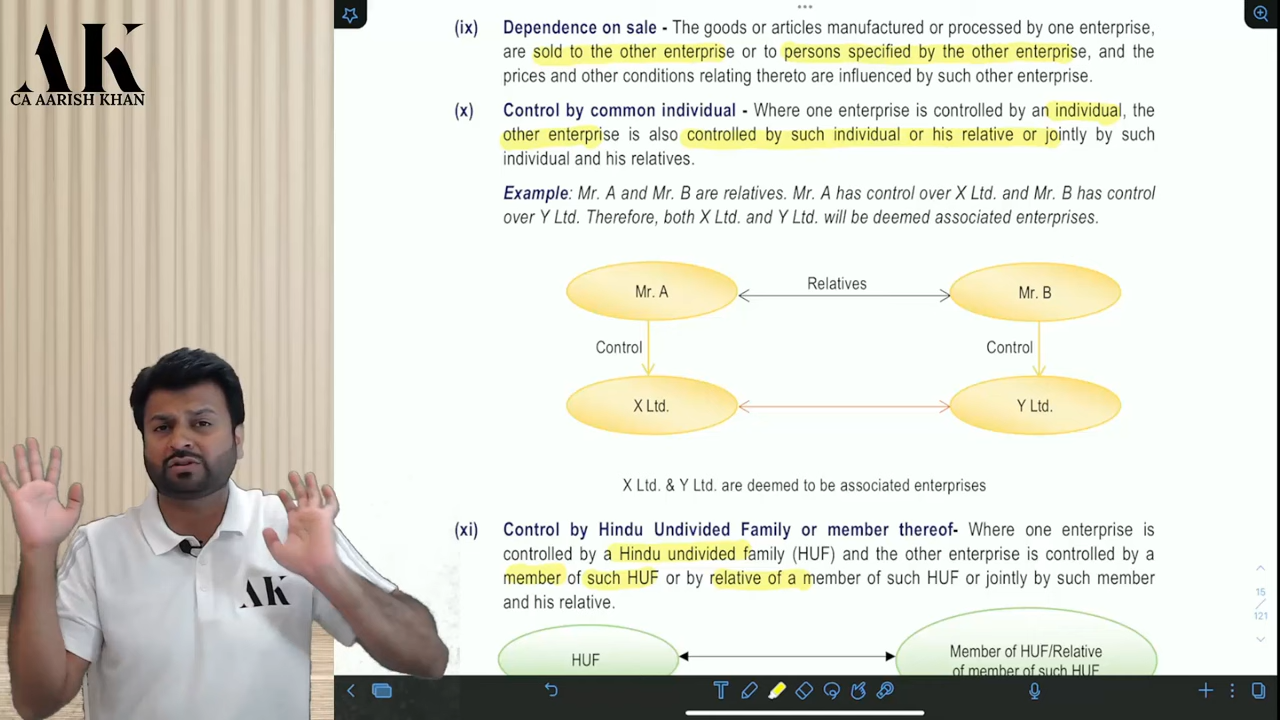 AK
CA AARISH KHAN
AK
(ix) Dependence on sale - The goods or articles manufactured or processed by one enterprise,
are sold to the other enterprise or to persons specified by the other enterprise, and the
prices and other conditions relating thereto are influenced by such other enterprise.
(x) Control by common individual - Where one enterprise is controlled by an individual, the
other enterprise is also controlled by such individual or his relative or jointly by such
individual and his relatives.
Example: Mr. A and Mr. B are relatives. Mr. A has control over X Ltd. and Mr. B has control
over Y Ltd. Therefore, both X Ltd. and Y Ltd. will be deemed associated enterprises.
Relatives
Mr. A
Mr. B
Control
Control
X Ltd.
Y Ltd.
X Ltd. & Y Ltd. are deemed to be associated enterprises
(xi) Control by Hindu Undivided Family or member thereof- Where one enterprise is
controlled by a Hindu undivided family (HUF) and the other enterprise is controlled by a
member of such HUF or by relative of a member of such HUF or jointly by such member
and his relative.
HUF
Member of HUF/Relative
of member of such HUF
15
121
T